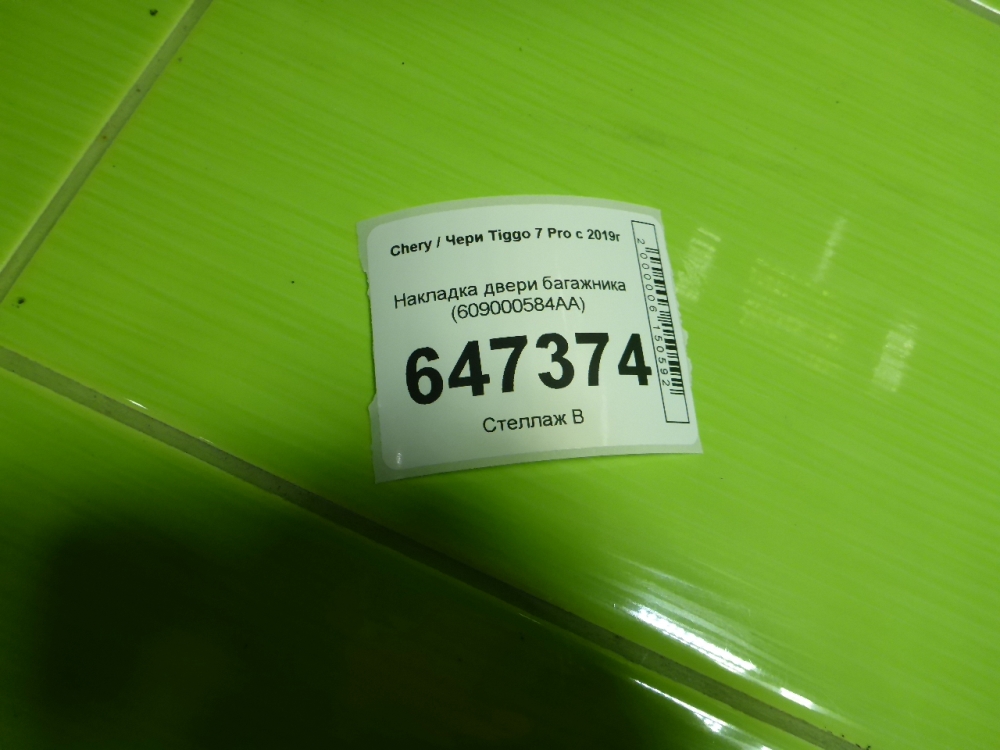 Chery / Чери Tiggo 7 Pro с 2019г
Накладка двери багажника
(609000584AA)
647374
Стеллаж В
2000006150592